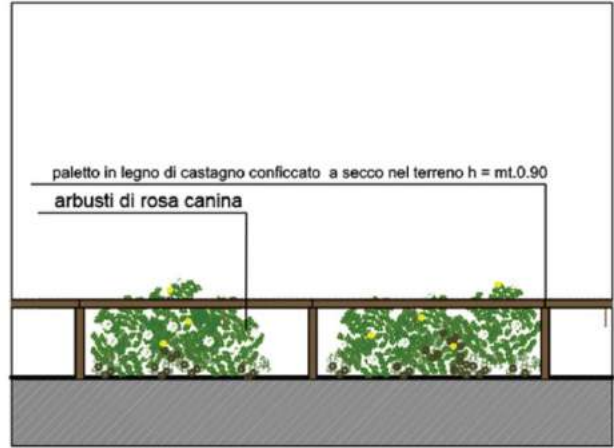 paletto in legno di castagno conficcato a secco nel terreno h = mt.0.90
arbusti di rosa canina